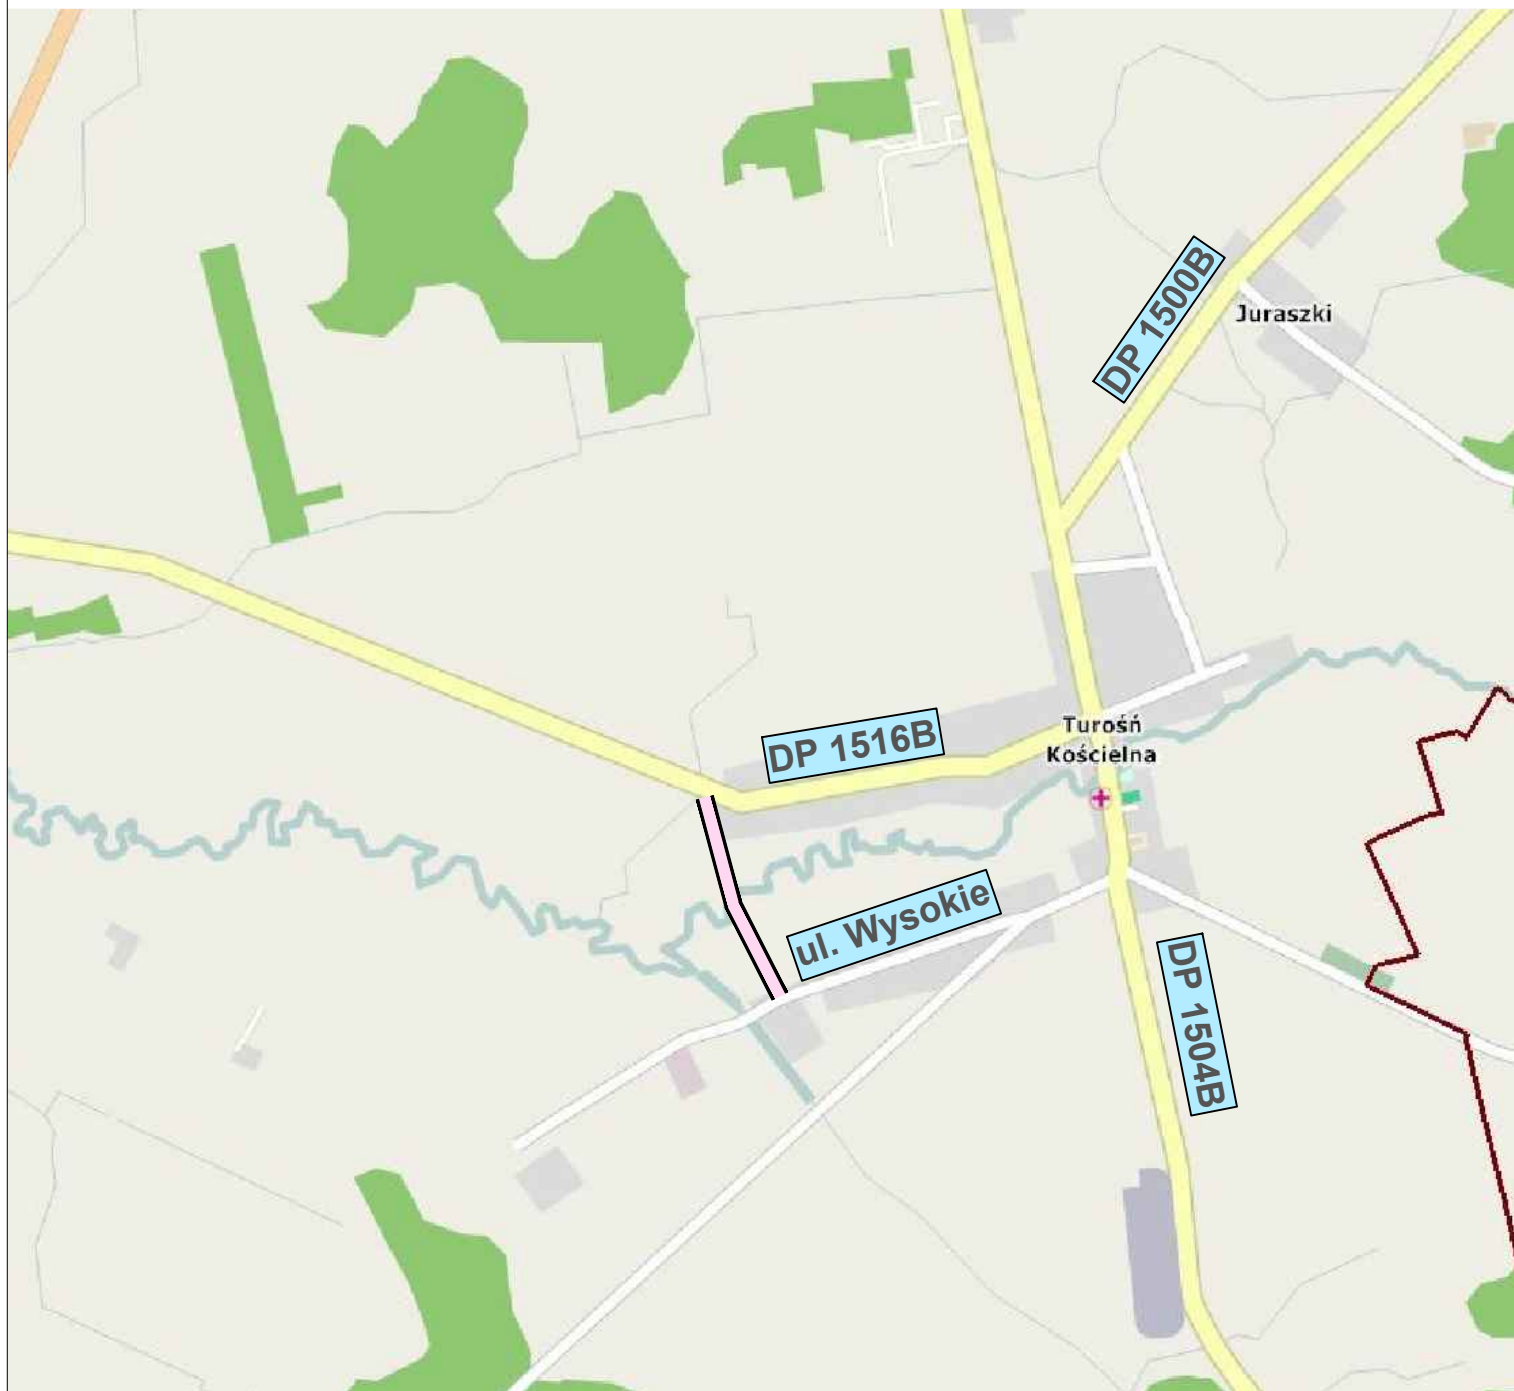 DP 1500B
Juraszki
DP 1516B
Turośń
Kościelna
ul. Wysokie
DP 1504B